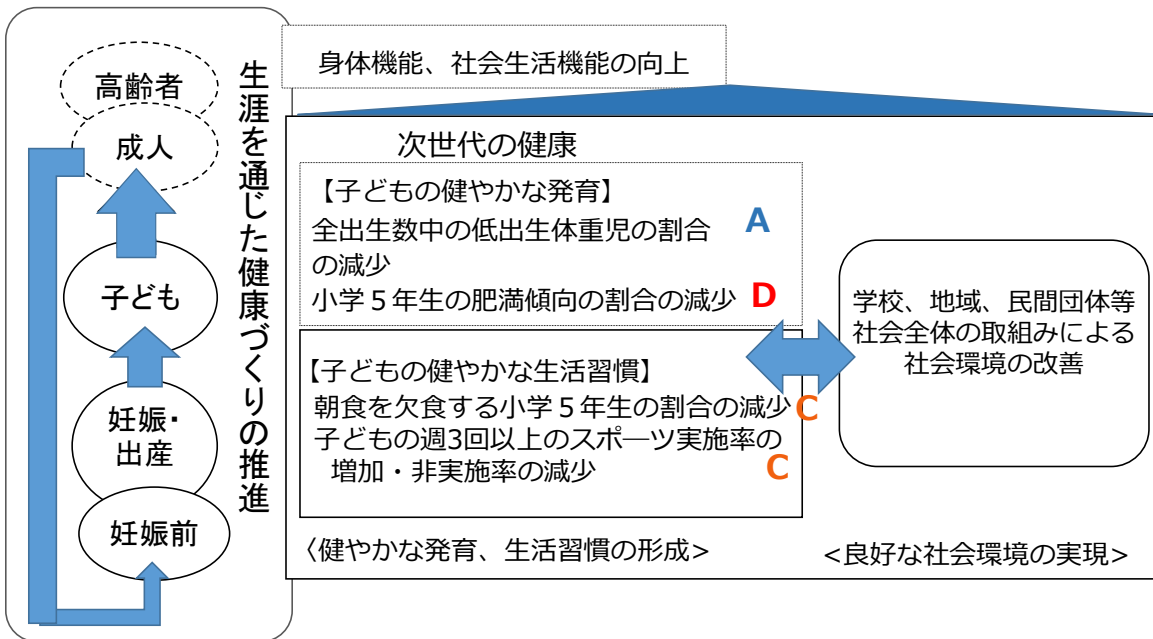 高齢者
成人
子ども
妊娠・
出産
妊娠前
生涯を通じた健康づくりの推進
身体機能、社会生活機能の向上
次世代の健康
【子どもの健やかな発育】
全出生数中の低出生体重児の割合 A
の減少
小学５年生の肥満傾向の割合の減少 D
【子どもの健やかな生活習慣】
朝食を欠食する小学５年生の割合の減少 C
子どもの週3回以上のスポ―ツ実施率の
増加・非実施率の減少 C
〈健やかな発育、生活習慣の形成>
学校、地域、民間団体等
社会全体の取組みによる
社会環境の改善
<良好な社会環境の実現>